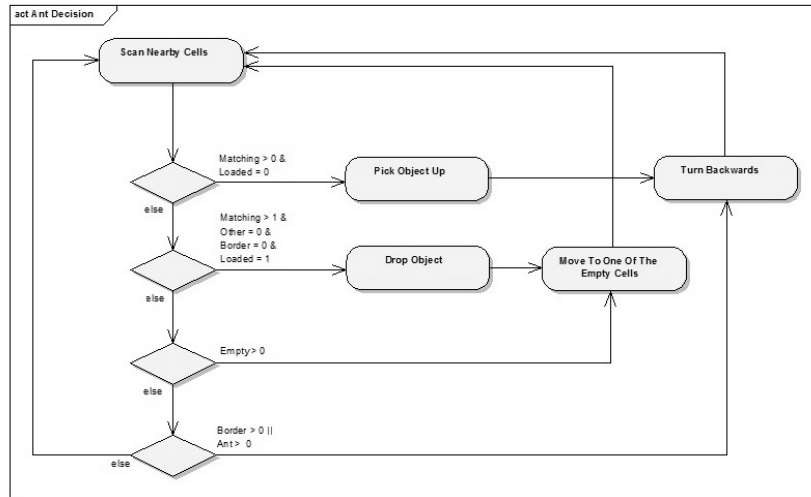 act Ant Decision
Scan Nearby Cells
Matching > 0 &
Loaded = 0
Pick Object Up
Turn Backwards
else
Matching > 1 &
Other = 0 &
Border = 0 &
Loaded = 1
Drop Object
Move To One Of The
Empty Cells
else
Empty> 0
else
Border > 0 ||
Ant > 0
else